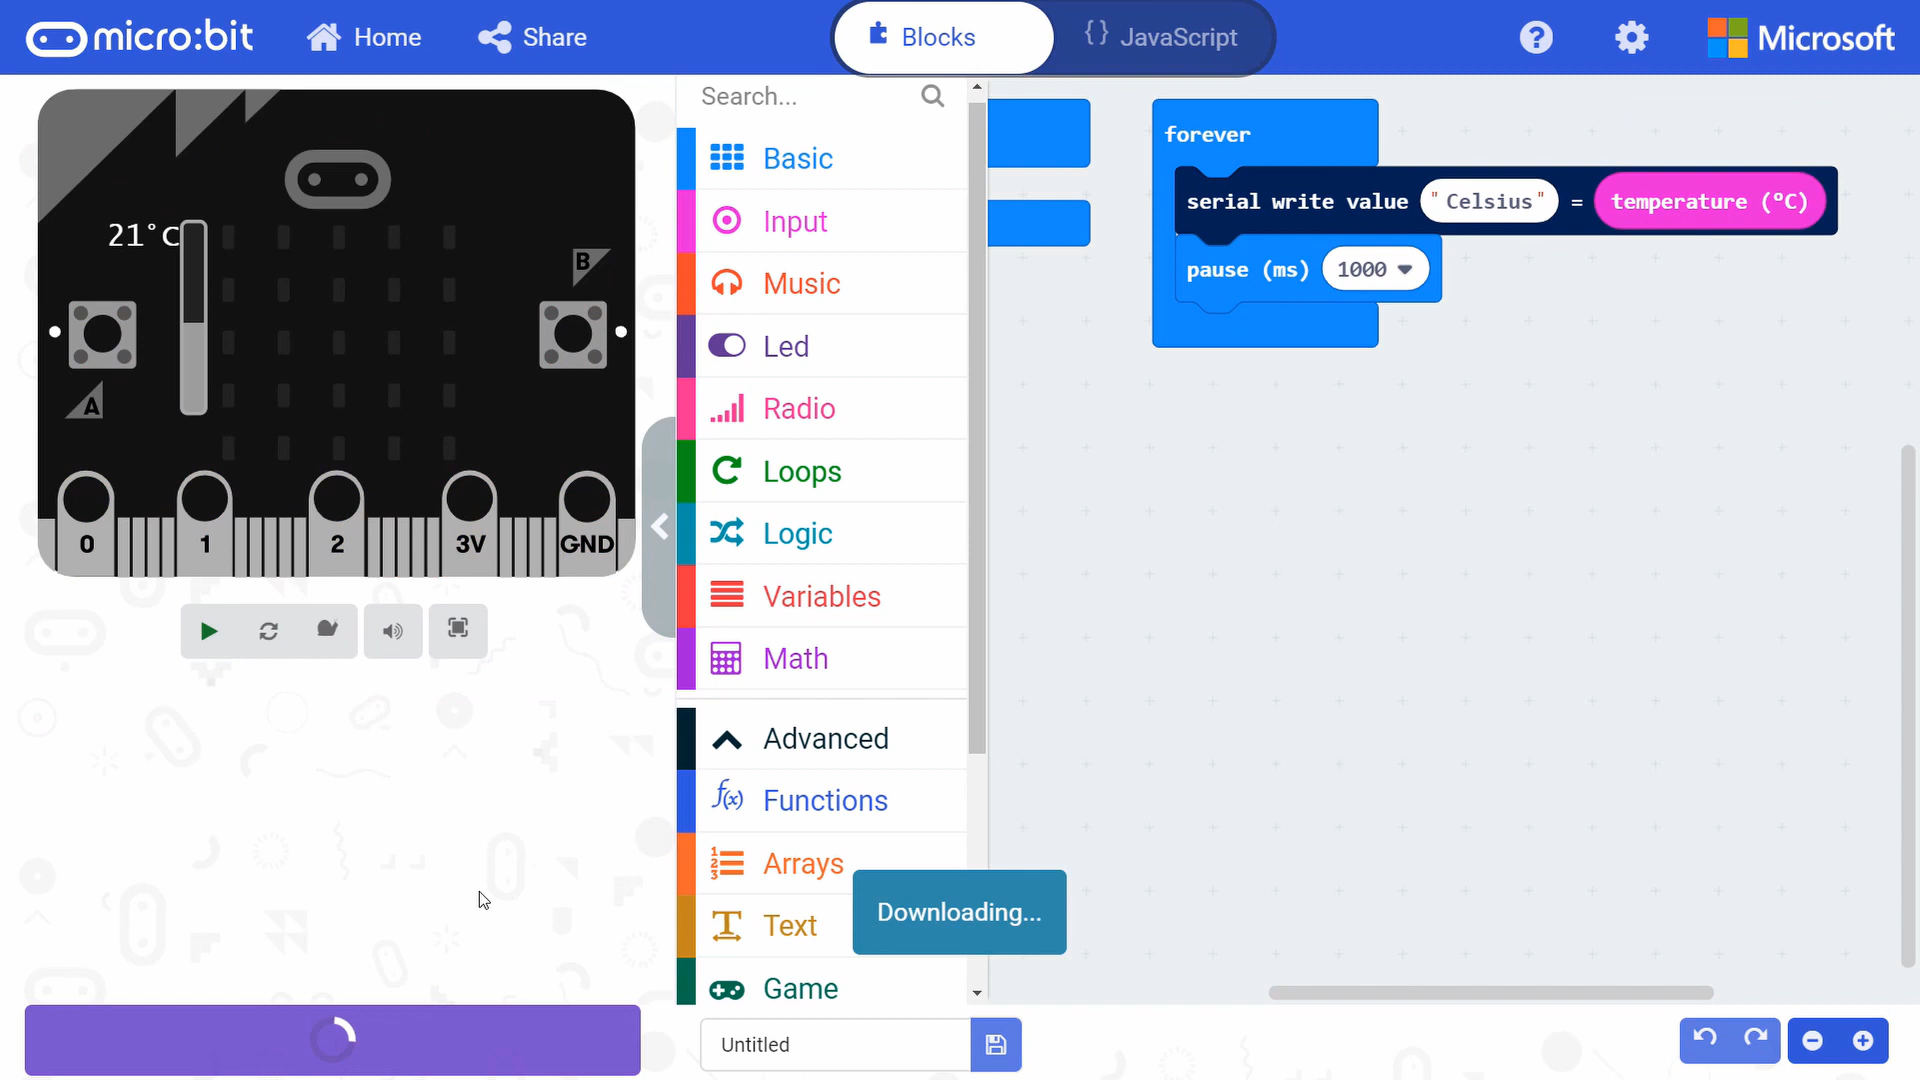 micro:bit
Home
Share
Blocks
{} JavaScript
?
Microsoft
21°C
B
A
0
1
2
3V
GND
Search...
Basic
Input
Music
Led
Radio
Loops
Logic
Variables
Math
Advanced
f(x) Functions
Arrays
Text
Game
forever
serial write value "Celsius" = temperature (°C)
pause (ms) 1000
Downloading...
Untitled